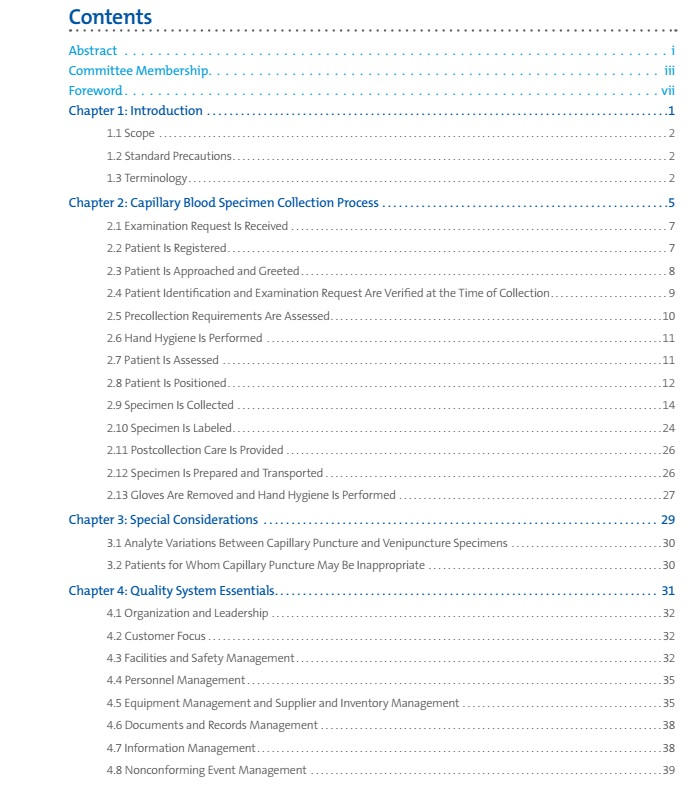 Contents
Abstract . . . . . . . . . . i
Committee Membership. . . . . . . . . . iii
Foreword . . . . . . . . . . vii
Chapter 1: Introduction . . . . . . . . . . 1
1.1 Scope . . . . . . . . . . 2
1.2 Standard Precautions. . . . . . . . . . 2
1.3 Terminology. . . . . . . . . . 2
Chapter 2: Capillary Blood Specimen Collection Process . . . . . . . . . . 5
2.1 Examination Request Is Received . . . . . . . . . . 7
2.2 Patient Is Registered. . . . . . . . . . 7
2.3 Patient Is Approached and Greeted . . . . . . . . . . 8
2.4 Patient Identification and Examination Request Are Verified at the Time of Collection. . . . . . . . . . 9
2.5 Precollection Requirements Are Assessed. . . . . . . . . . 10
2.6 Hand Hygiene Is Performed . . . . . . . . . . 11
2.7 Patient Is Assessed . . . . . . . . . . 11
2.8 Patient Is Positioned. . . . . . . . . . 12
2.9 Specimen Is Collected . . . . . . . . . . 14
2.10 Specimen Is Labeled. . . . . . . . . . 24
2.11 Postcollection Care Is Provided . . . . . . . . . . 26
2.12 Specimen Is Prepared and Transported . . . . . . . . . . 26
2.13 Gloves Are Removed and Hand Hygiene Is Performed . . . . . . . . . . 27
Chapter 3: Special Considerations . . . . . . . . . . 29
3.1 Analyte Variations Between Capillary Puncture and Venipuncture Specimens . . . . . . . . . . 30
3.2 Patients for Whom Capillary Puncture May Be Inappropriate . . . . . . . . . . 30
Chapter 4: Quality System Essentials. . . . . . . . . . 31
4.1 Organization and Leadership . . . . . . . . . . 32
4.2 Customer Focus . . . . . . . . . . 32
4.3 Facilities and Safety Management . . . . . . . . . . 32
4.4 Personnel Management . . . . . . . . . . 35
4.5 Equipment Management and Supplier and Inventory Management . . . . . . . . . . 35
4.6 Documents and Records Management . . . . . . . . . . 38
4.7 Information Management. . . . . . . . . . 38
4.8 Nonconforming Event Management . . . . . . . . . . 39